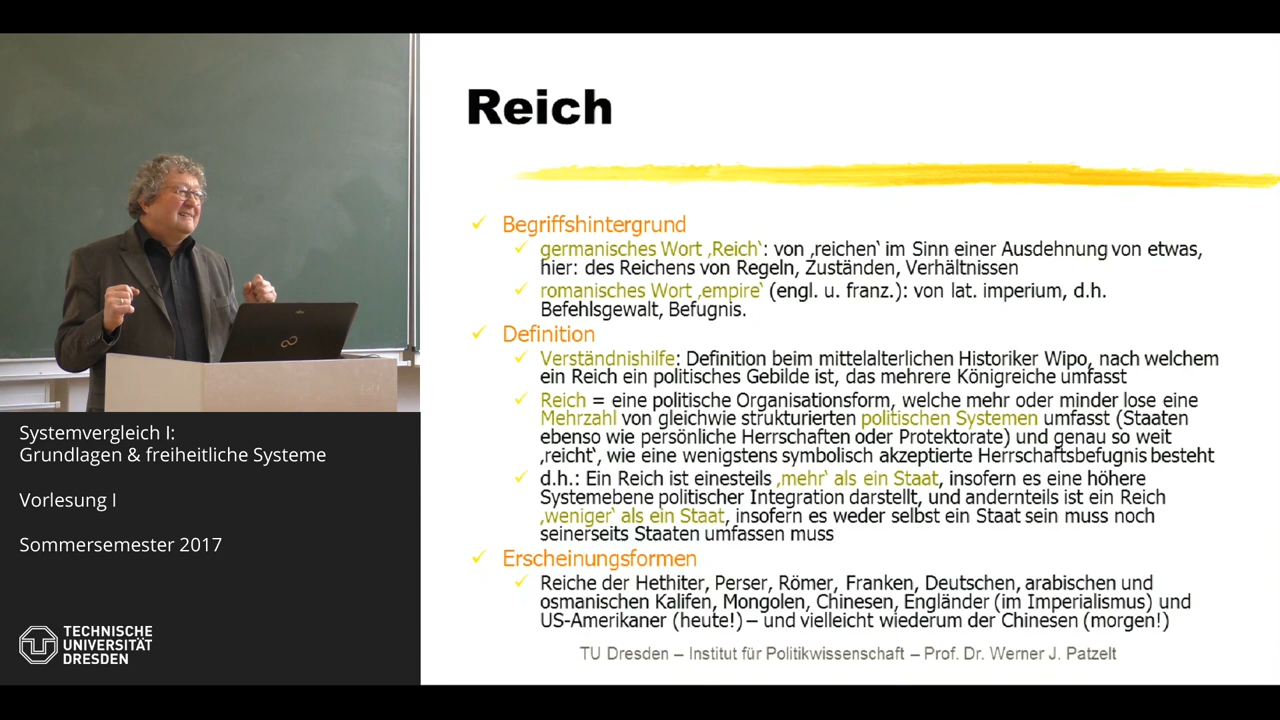 Reich
Begriffshintergrund
germanisches Wort ‚Reich‘: von ‚reichen‘ im Sinn einer Ausdehnung von etwas,
hier: des Reichens von Regeln, Zuständen, Verhältnissen
romanisches Wort ‚empire‘ (engl. u. franz.): von lat. imperium, d.h.
Befehlsgewalt, Befugnis.
Definition
Verständnishilfe: Definition beim mittelalterlichen Historiker Wipo, nach welchem
ein Reich ein politisches Gebilde ist, das mehrere Königreiche umfasst
Reich = eine politische Organisationsform, welche mehr oder minder lose eine
Mehrzahl von gleichwie strukturierten politischen Systemen umfasst (Staaten
ebenso wie persönliche Herrschaften oder Protektorate) und genau so weit
‚reicht‘, wie eine wenigstens symbolisch akzeptierte Herrschaftsbefugnis besteht
d.h.: Ein Reich ist einesteils ‚mehr‘ als ein Staat, insofern es eine höhere
Systemebene politischer Integration darstellt, und andernteils ist ein Reich
‚weniger‘ als ein Staat, insofern es weder selbst ein Staat sein muss noch
seinerseits Staaten umfassen muss
Erscheinungsformen
Reiche der Hethiter, Perser, Römer, Franken, Deutschen, arabischen und
osmanischen Kalifen, Mongolen, Chinesen, Engländer (im Imperialismus) und
US-Amerikaner (heute!) – und vielleicht wiederum der Chinesen (morgen!)
TU Dresden – Institut für Politikwissenschaft – Prof. Dr. Werner J. Patzelt
Systemvergleich I:
Grundlagen & freiheitliche Systeme
Vorlesung I
Sommersemester 2017
TECHNISCHE
UNIVERSITÄT
DRESDEN